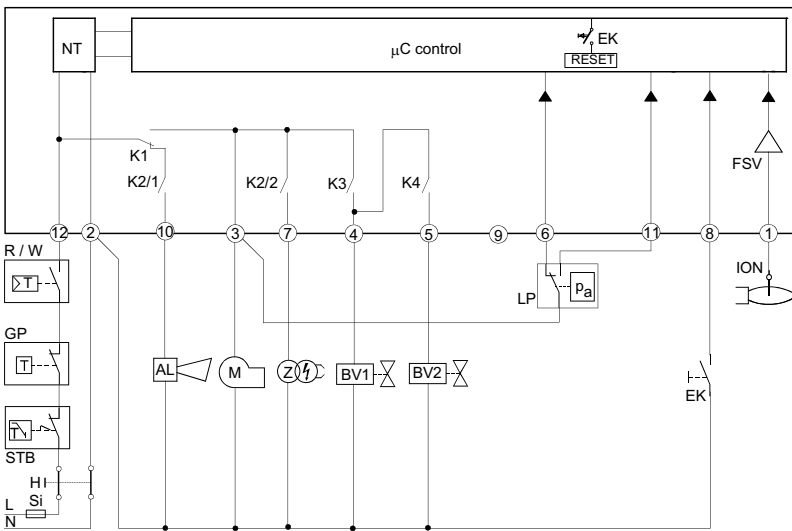 NT
μC control
EK
RESET
K1
K2/1
K2/2
K3
K4
FSV
12
2
10
3
7
4
5
9
6
11
8
1
R / W
T
LP
pa
ION
GP
T
AL
M
Z
BV1
BV2
EK
T
STB
H
Si
L
N